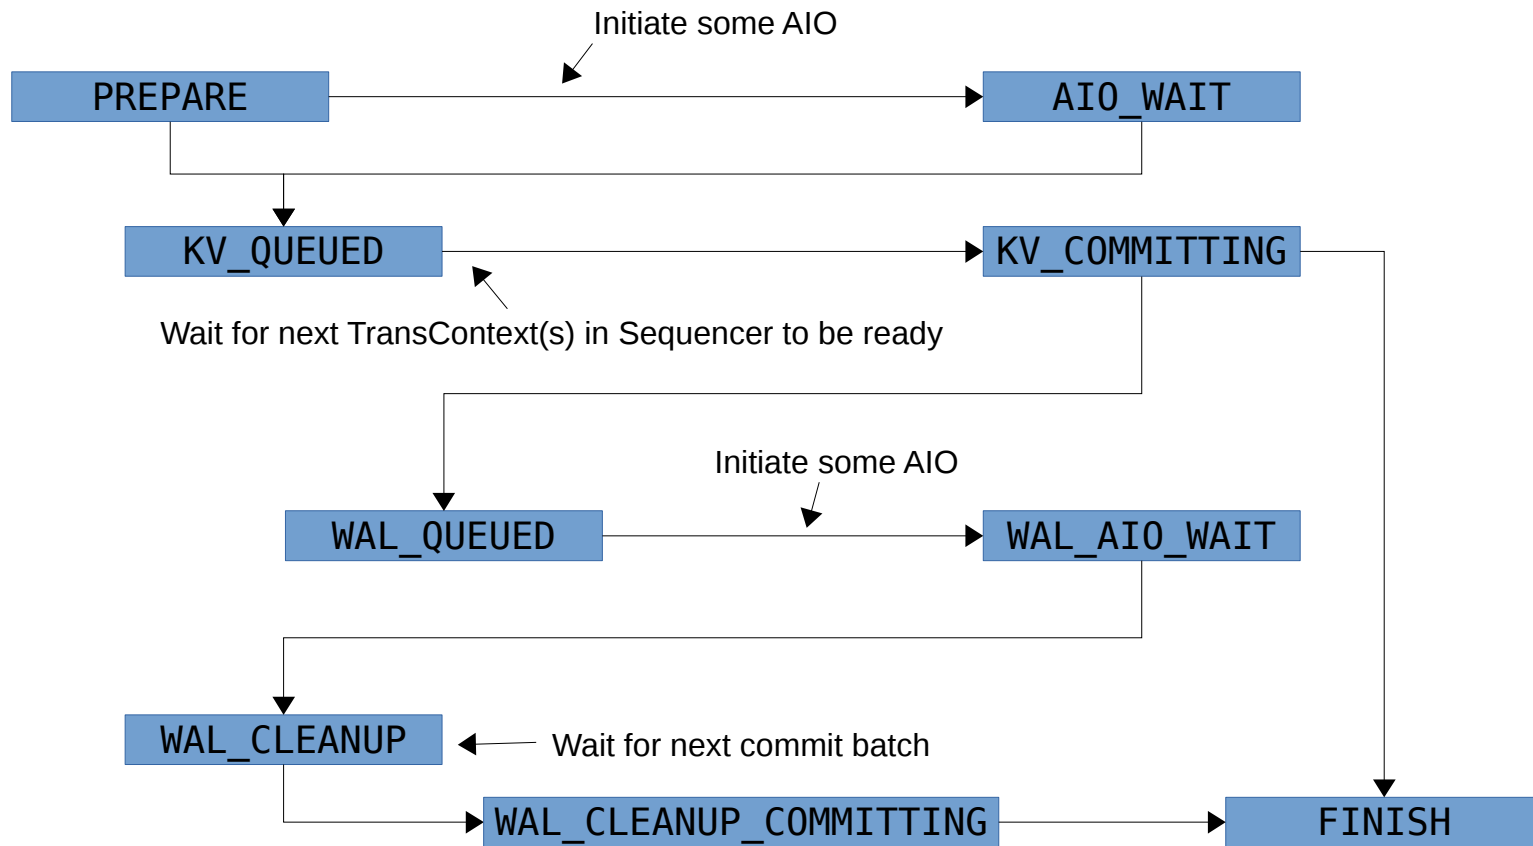 Initiate some AIO
PREPARE
AIO_WAIT
KV_QUEUED
KV_COMMITTING
Wait for next TransContext(s) in Sequencer to be ready
Initiate some AIO
WAL_QUEUED
WAL_AIO_WAIT
WAL_CLEANUP
Wait for next commit batch
WAL_CLEANUP_COMMITTING
FINISH